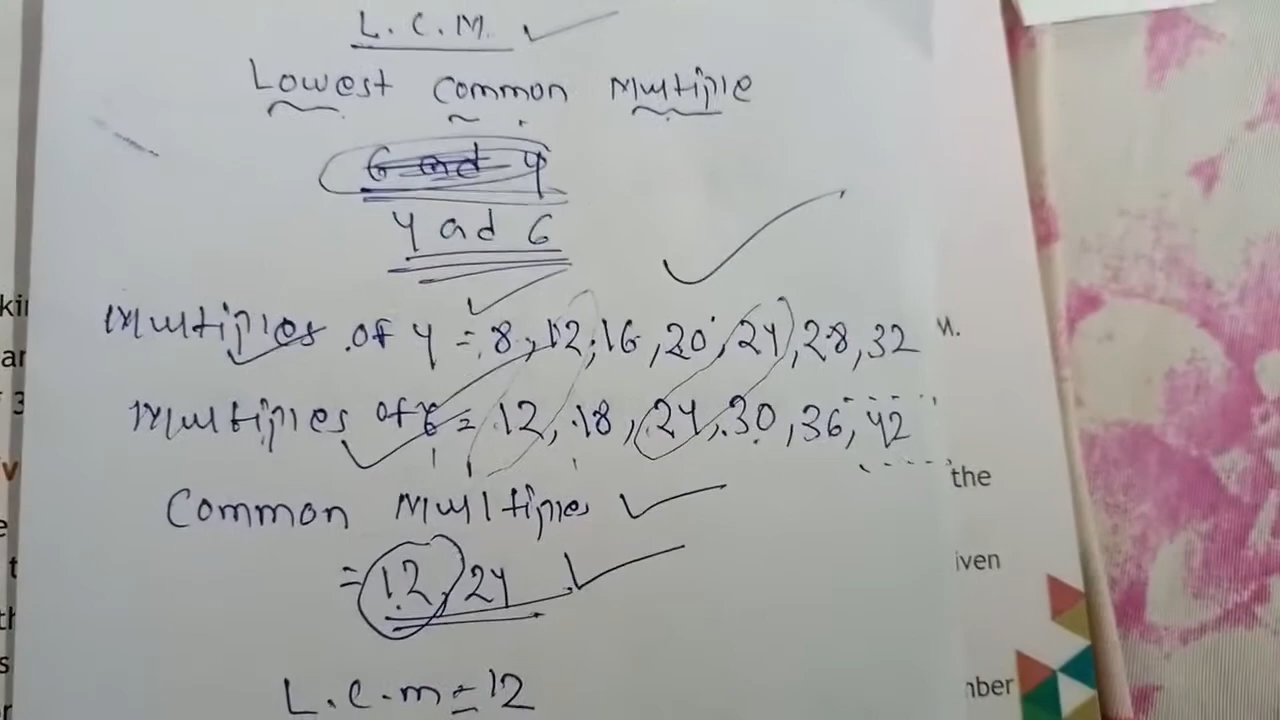 L. C. M.
Lowest Common Multiple
6 and 4
4 ad 6
Multiples of 4 = 8, 12, 16, 20, 24, 28, 32
Multiples of 6 = 12, 18, 24, 30, 36, 42
Common Multiples
= 12, 24
L.C.m = 12
the
iven
nber